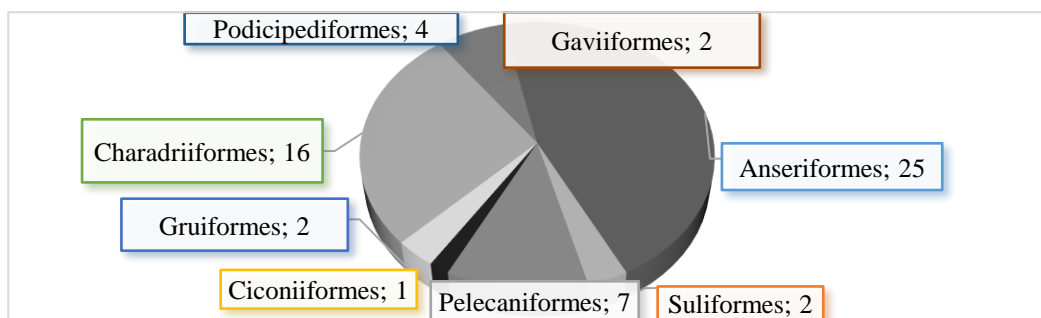 Podicipediformes; 4
Gaviiformes; 2
Charadriiformes; 16
Anseriformes; 25
Gruiformes; 2
Ciconiiformes; 1
Pelecaniformes; 7
Suliformes; 2